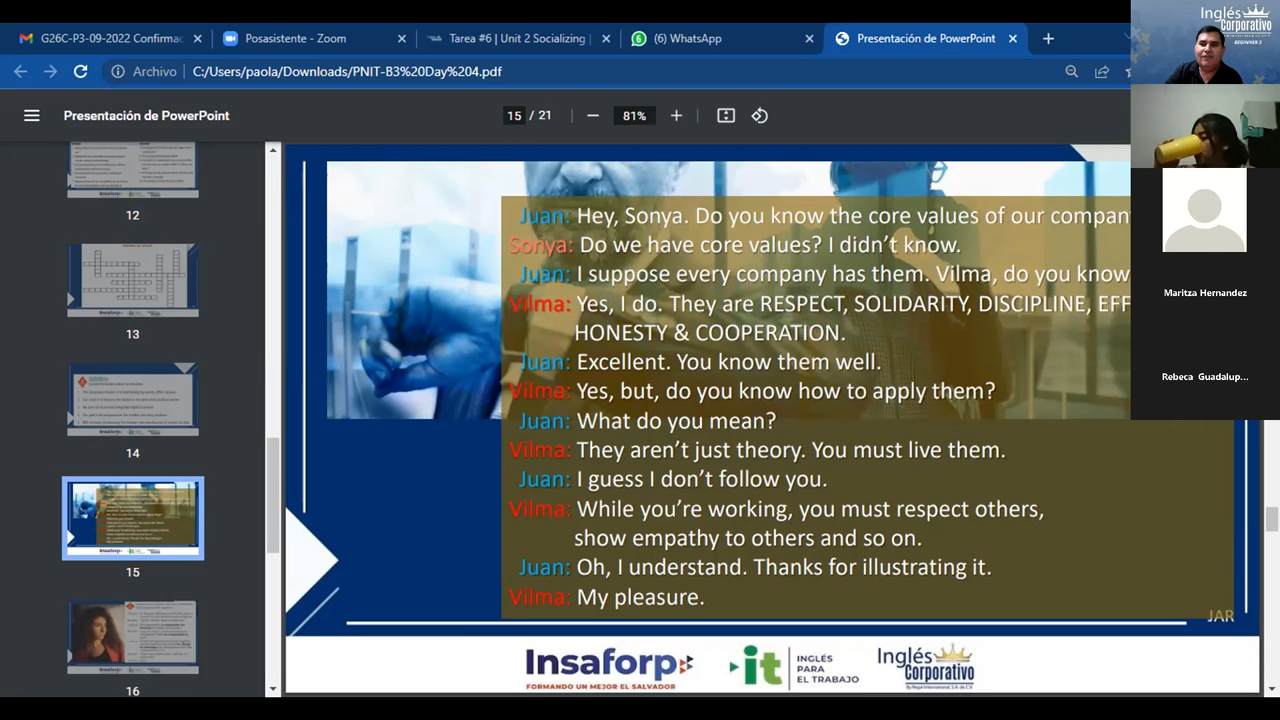 G26C-P3-09-2022 Confirmac
Posasistente - Zoom
Tarea #6 | Unit 2 Socializing |
(6) WhatsApp
Presentación de PowerPoint
Archivo
C:/Users/paola/Downloads/PNIT-B3%20Day%204.pdf
Presentación de PowerPoint
15 / 21
81%
Inglés
Corporativo
BEGINNER 3
Maritza Hernandez
Rebeca Guadalup...
12
13
14
15
16
Juan: Hey, Sonya. Do you know the core values of our compan
Sonya: Do we have core values? I didn't know.
Juan: I suppose every company has them. Vilma, do you know
Vilma: Yes, I do. They are RESPECT, SOLIDARITY, DISCIPLINE, EFF
HONESTY & COOPERATION.
Juan: Excellent. You know them well.
Vilma: Yes, but, do you know how to apply them?
Juan: What do you mean?
Vilma: They aren't just theory. You must live them.
Juan: I guess I don't follow you.
Vilma: While you're working, you must respect others,
show empathy to others and so on.
Juan: Oh, I understand. Thanks for illustrating it.
Vilma: My pleasure.
JAR
Insaforp
FORMANDO UN MEJOR EL SALVADOR
it
INGLÉS
PARA
EL TRABAJO
Inglés
Corporativo